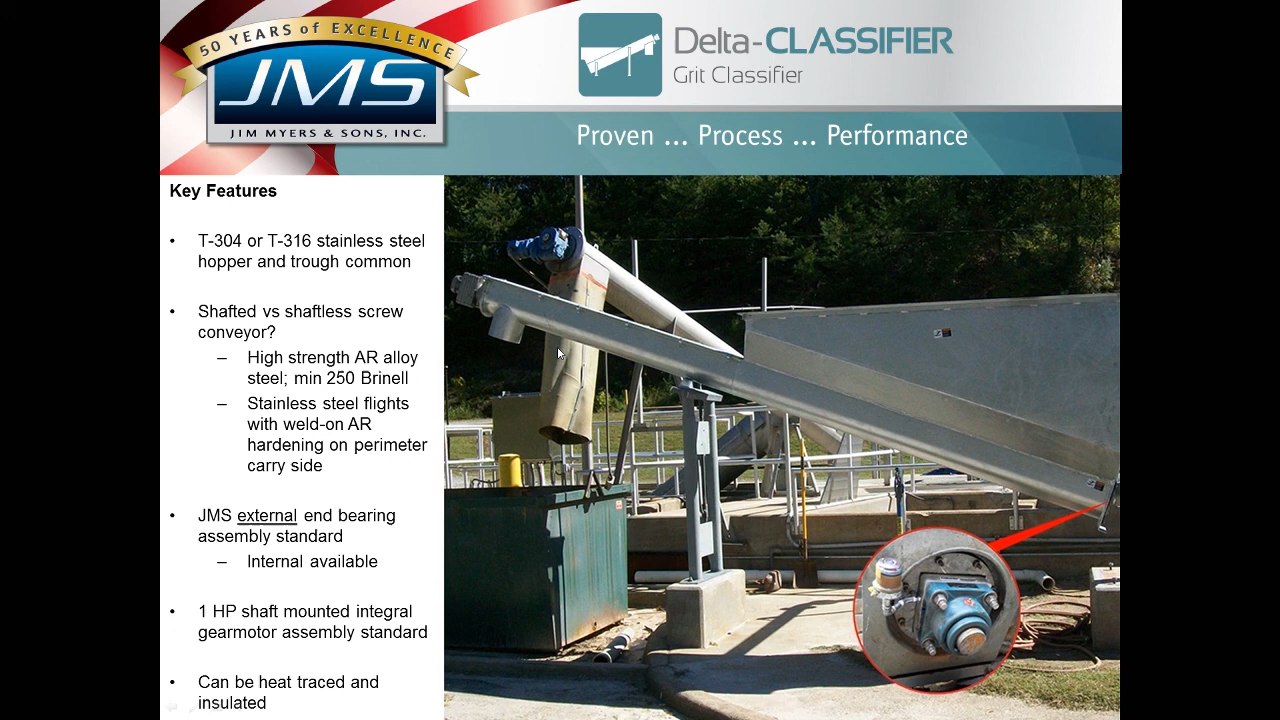 50 YEARS of EXCELLENCE
JMS
JIM MYERS & SONS, INC.
Delta-CLASSIFIER
Grit Classifier
Proven ... Process ... Performance
Key Features
• T-304 or T-316 stainless steel
hopper and trough common
• Shafted vs shaftless screw
conveyor?
– High strength AR alloy
steel; min 250 Brinell
– Stainless steel flights
with weld-on AR
hardening on perimeter
carry side
• JMS external end bearing
assembly standard
– Internal available
• 1 HP shaft mounted integral
gearmotor assembly standard
• Can be heat traced and
insulated